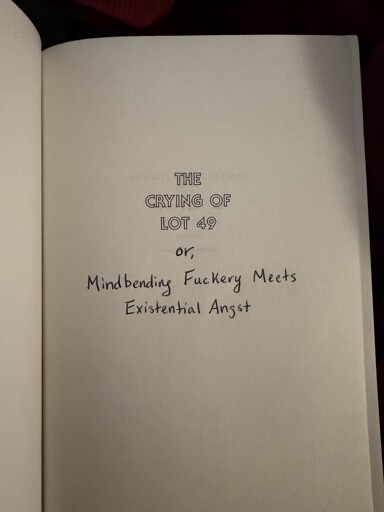 THE
CRYING OF
LOT 49
or,
Mindbending Fuckery Meets
Existential Angst